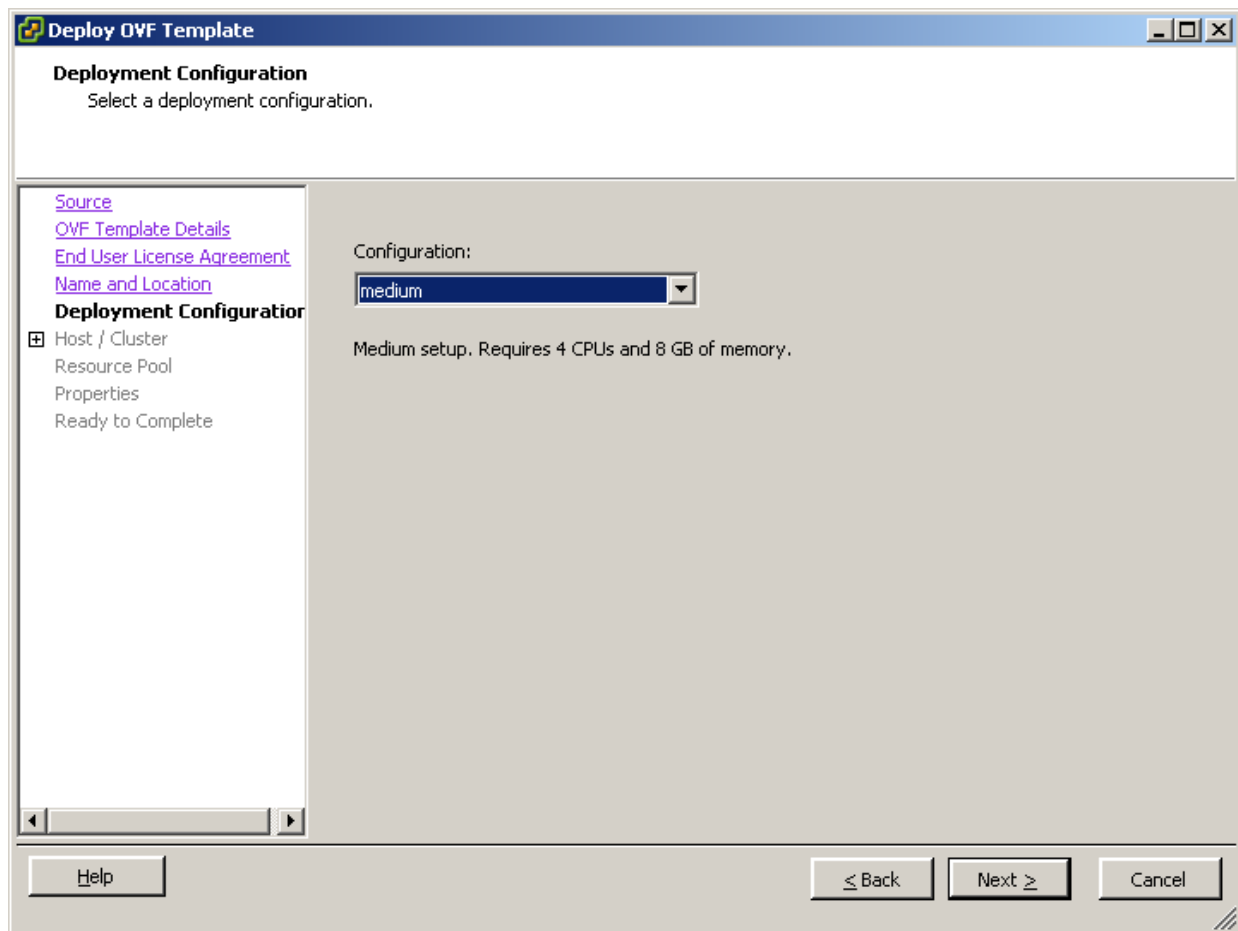 Deploy OVF Template
Deployment Configuration
Select a deployment configuration.
Source
OVF Template Details
End User License Agreement
Name and Location
Deployment Configuration
Host / Cluster
Resource Pool
Properties
Ready to Complete
Configuration:
medium
Medium setup. Requires 4 CPUs and 8 GB of memory.
Help
< Back
Next >
Cancel